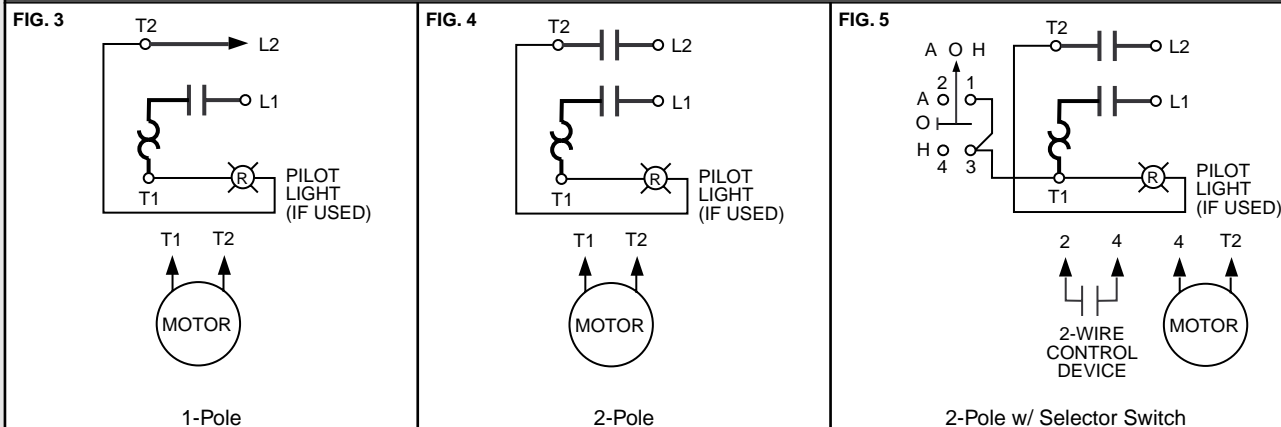 FIG. 3
T2
L2
L1
R
PILOT
LIGHT
(IF USED)
T1
T1 T2
MOTOR
1-Pole
FIG. 4
T2
L2
L1
R
PILOT
LIGHT
(IF USED)
T1
T1 T2
MOTOR
2-Pole
FIG. 5
T2
L2
A O H
2 1
A
L1
O
H
4 3
R
PILOT
LIGHT
(IF USED)
T1
2 4 4 T2
2-WIRE
CONTROL
DEVICE
MOTOR
2-Pole w/ Selector Switch